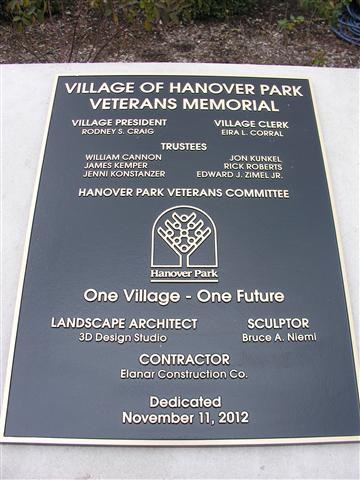 VILLAGE OF HANOVER PARK
VETERANS MEMORIAL
VILLAGE PRESIDENT
RODNEY S. CRAIG
VILLAGE CLERK
EIRA L. CORRAL
TRUSTEES
WILLIAM CANNON
JAMES KEMPER
JENNI KONSTANZER
JON KUNKEL
RICK ROBERTS
EDWARD J. ZIMEL JR.
HANOVER PARK VETERANS COMMITTEE
Hanover Park
One Village - One Future
LANDSCAPE ARCHITECT
3D Design Studio
SCULPTOR
Bruce A. Niemi
CONTRACTOR
Elanar Construction Co.
Dedicated
November 11, 2012